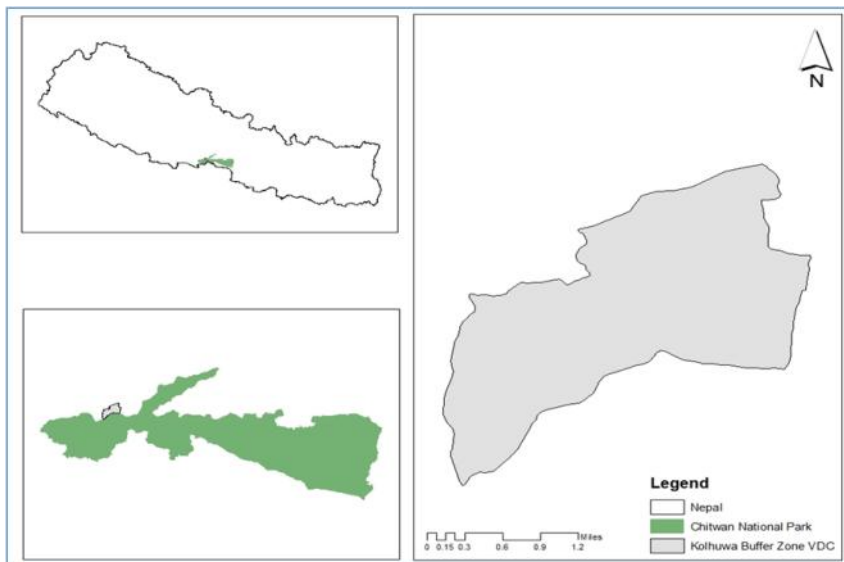 N
Legend
Nepal
Chitwan National Park
Kolhuwa Buffer Zone VDC
Miles
0 0.15 0.3 0.6 0.9 1.2